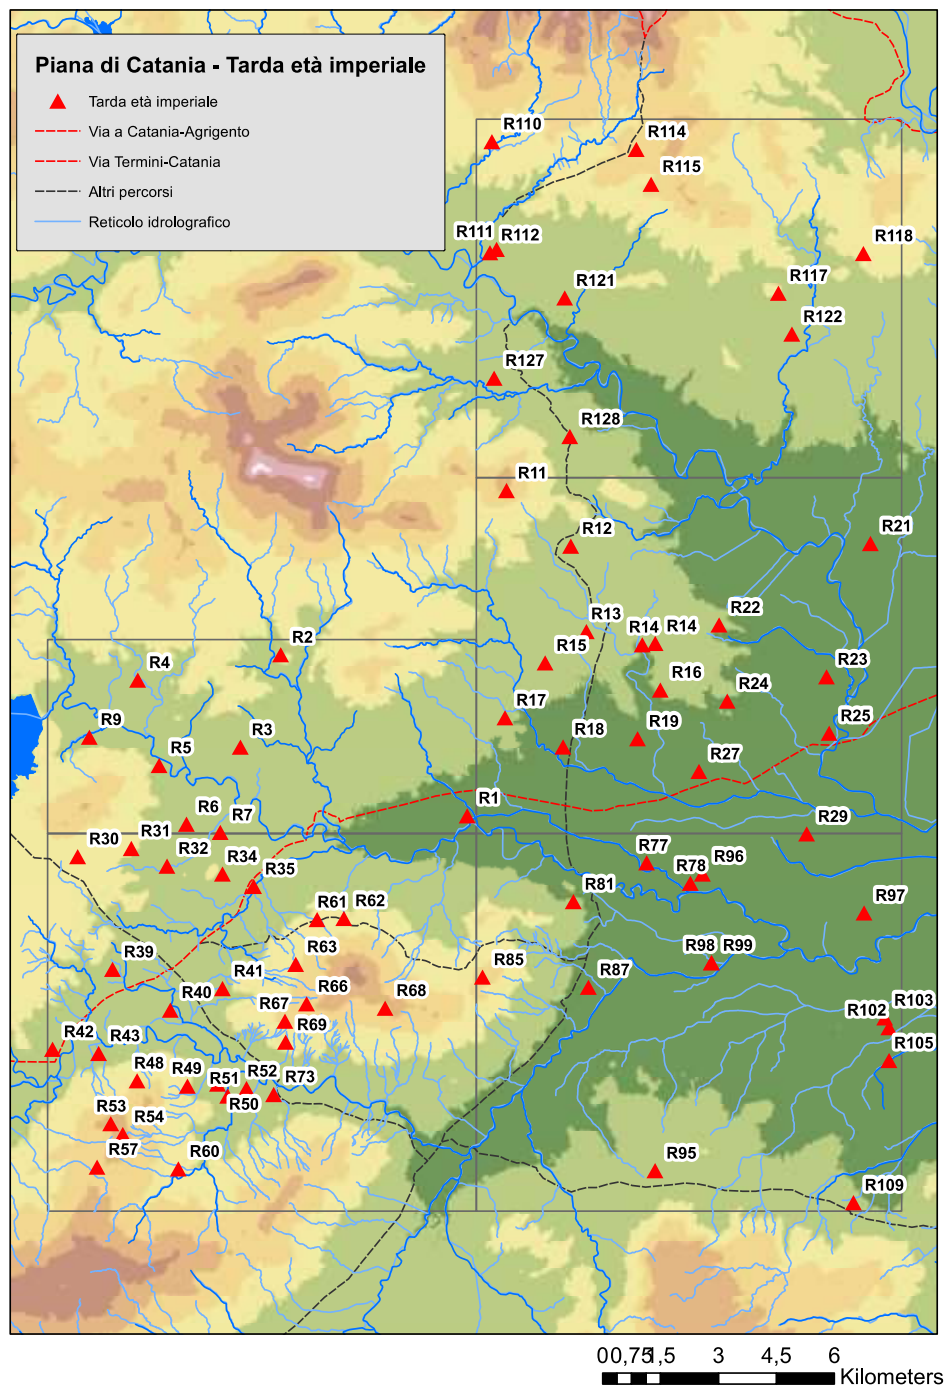 Piana di Catania - Tarda età imperiale
Tarda età imperiale
Via a Catania-Agrigento
Via Termini-Catania
Altri percorsi
Reticolo idrolografico
R110
R114
R115
R111
R112
R118
R121
R117
R122
R127
R128
R11
R12
R21
R13
R14
R14
R22
R2
R15
R4
R16
R23
R24
R17
R9
R3
R18
R19
R25
R5
R27
R1
R6
R7
R29
R30
R31
R32
R34
R35
R77
R78
R96
R81
R97
R61
R62
R63
R98
R99
R39
R41
R85
R87
R40
R67
R66
R68
R102
R103
R69
R42
R43
R105
R48
R49
R51
R52
R73
R50
R53
R54
R57
R60
R95
R109
0 0,75 1,5 3 4,5 6
Kilometers